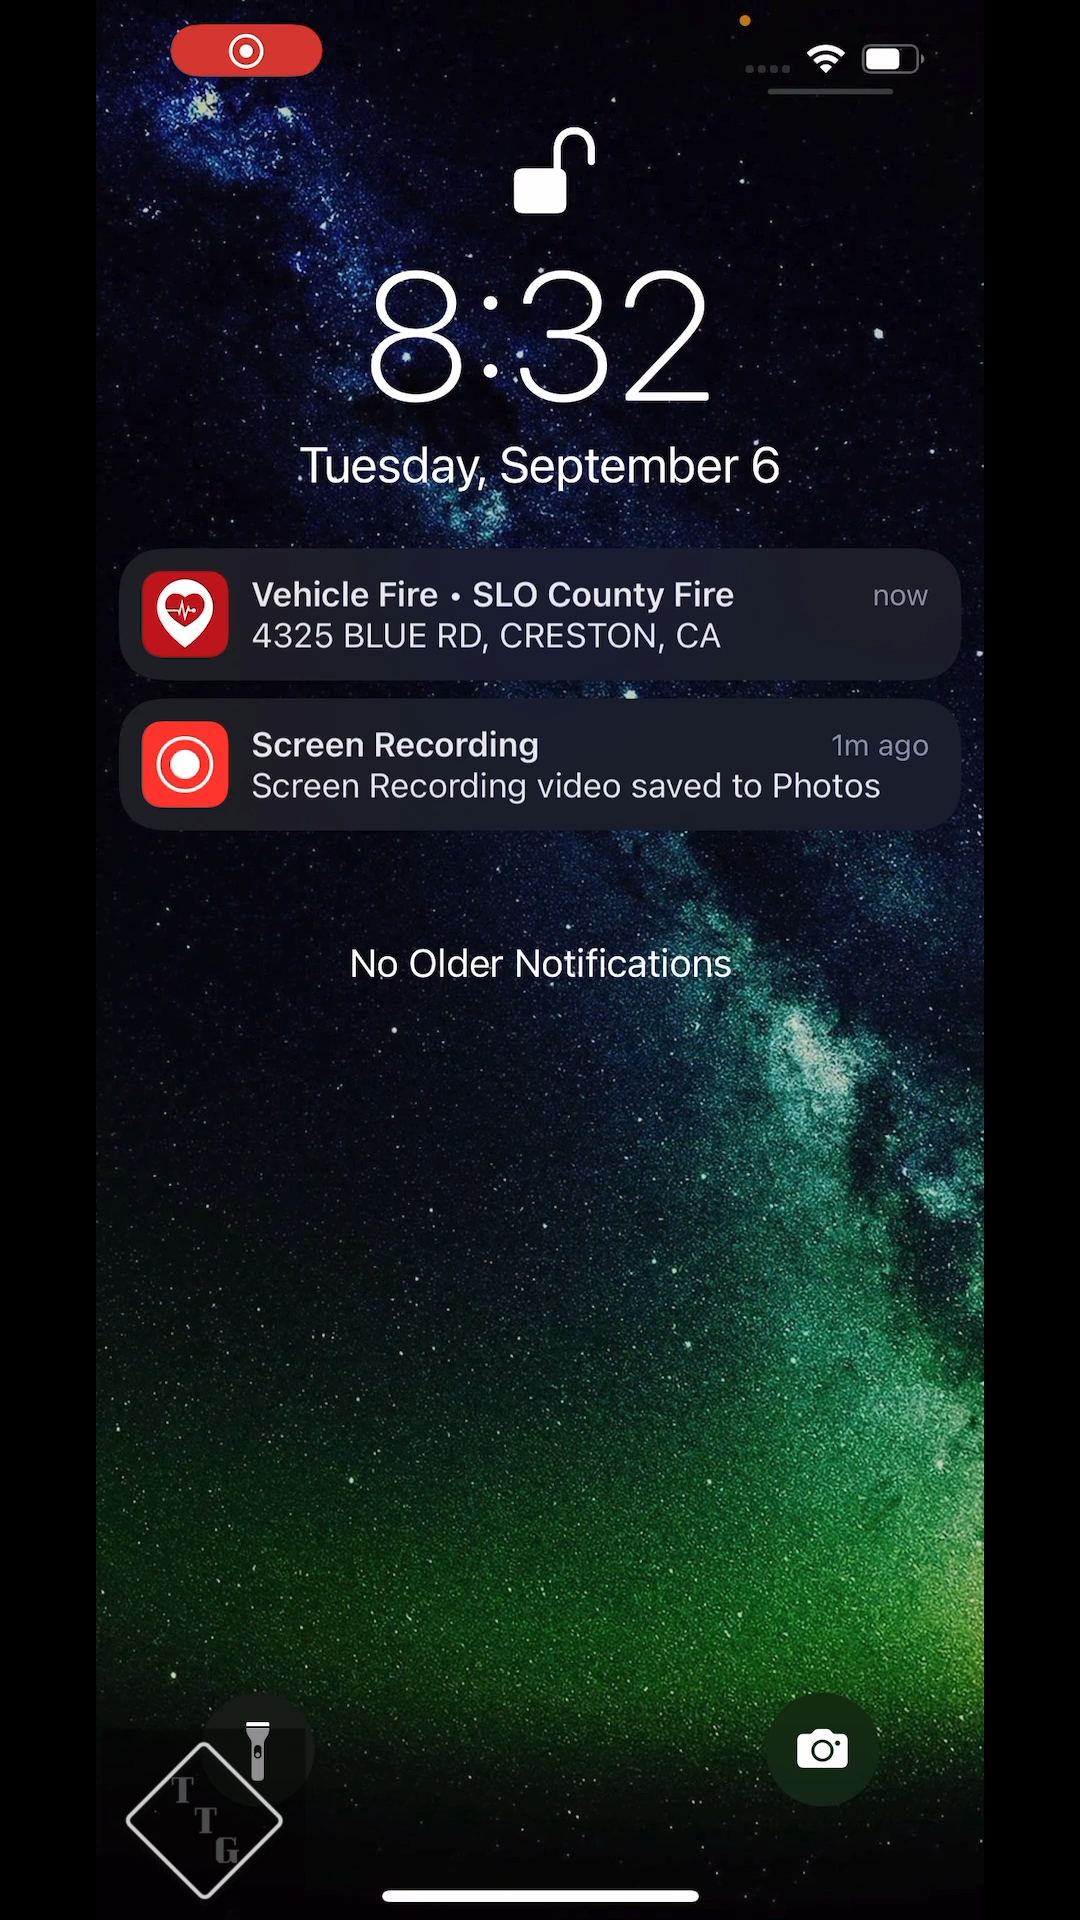 8:32
Tuesday, September 6
Vehicle Fire • SLO County Fire now
4325 BLUE RD, CRESTON, CA
Screen Recording 1m ago
Screen Recording video saved to Photos
No Older Notifications
T
T
G